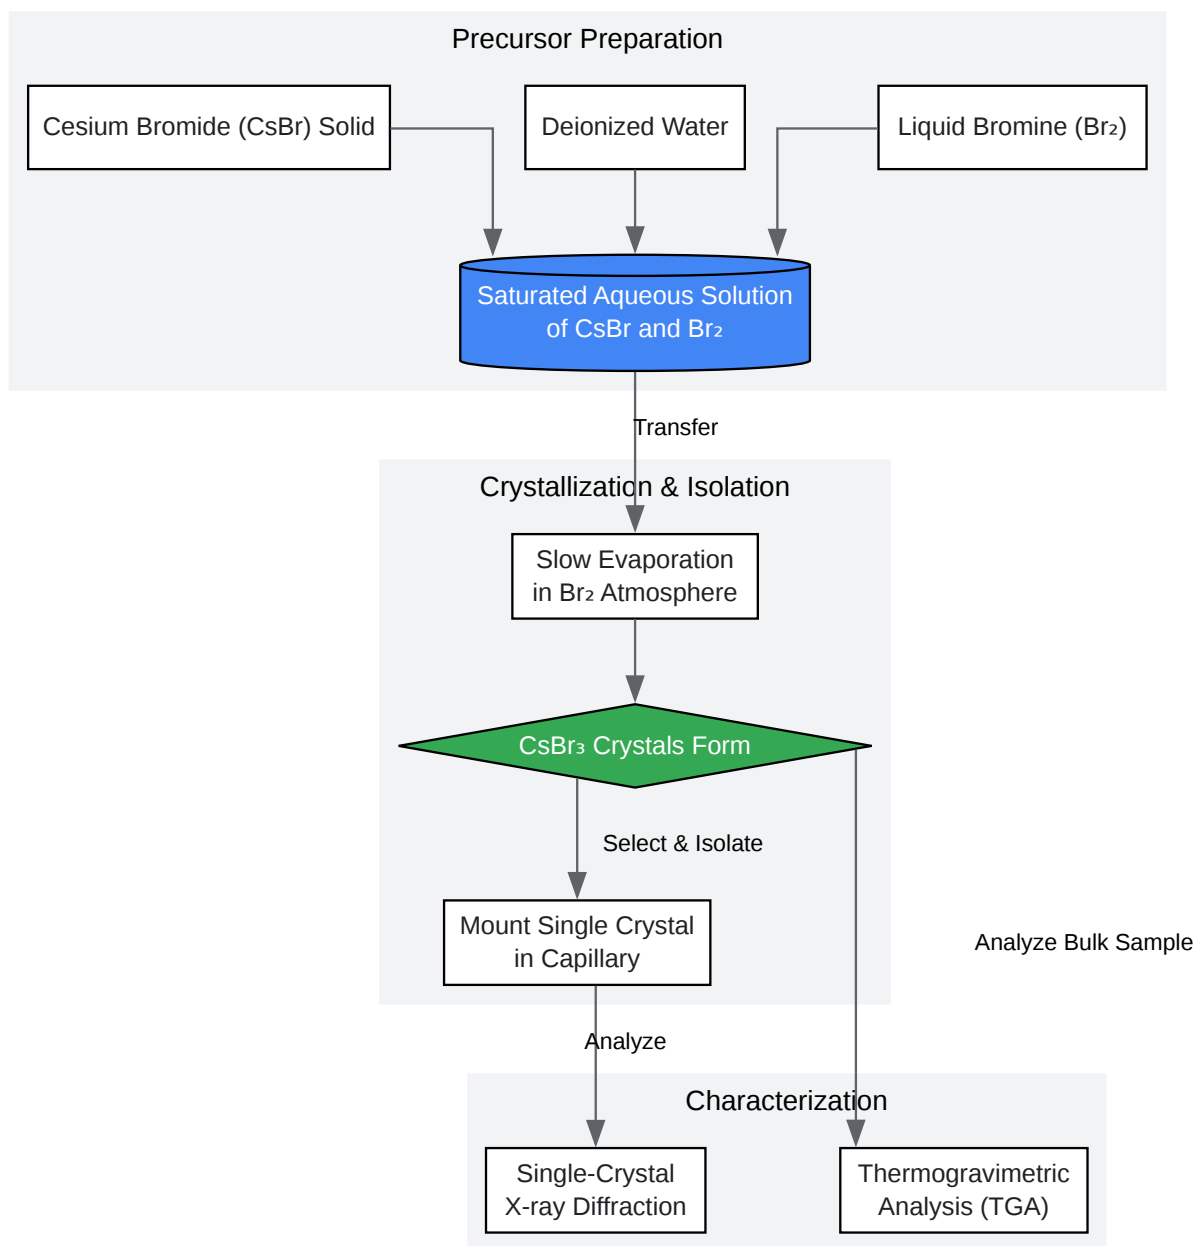 Precursor Preparation
Cesium Bromide (CsBr) Solid
Deionized Water
Liquid Bromine (Br₂)
Saturated Aqueous Solution
of CsBr and Br₂
Transfer
Crystallization & Isolation
Slow Evaporation
in Br₂ Atmosphere
CsBr₃ Crystals Form
Select & Isolate
Mount Single Crystal
in Capillary
Analyze Bulk Sample
Analyze
Characterization
Single-Crystal
X-ray Diffraction
Thermogravimetric
Analysis (TGA)